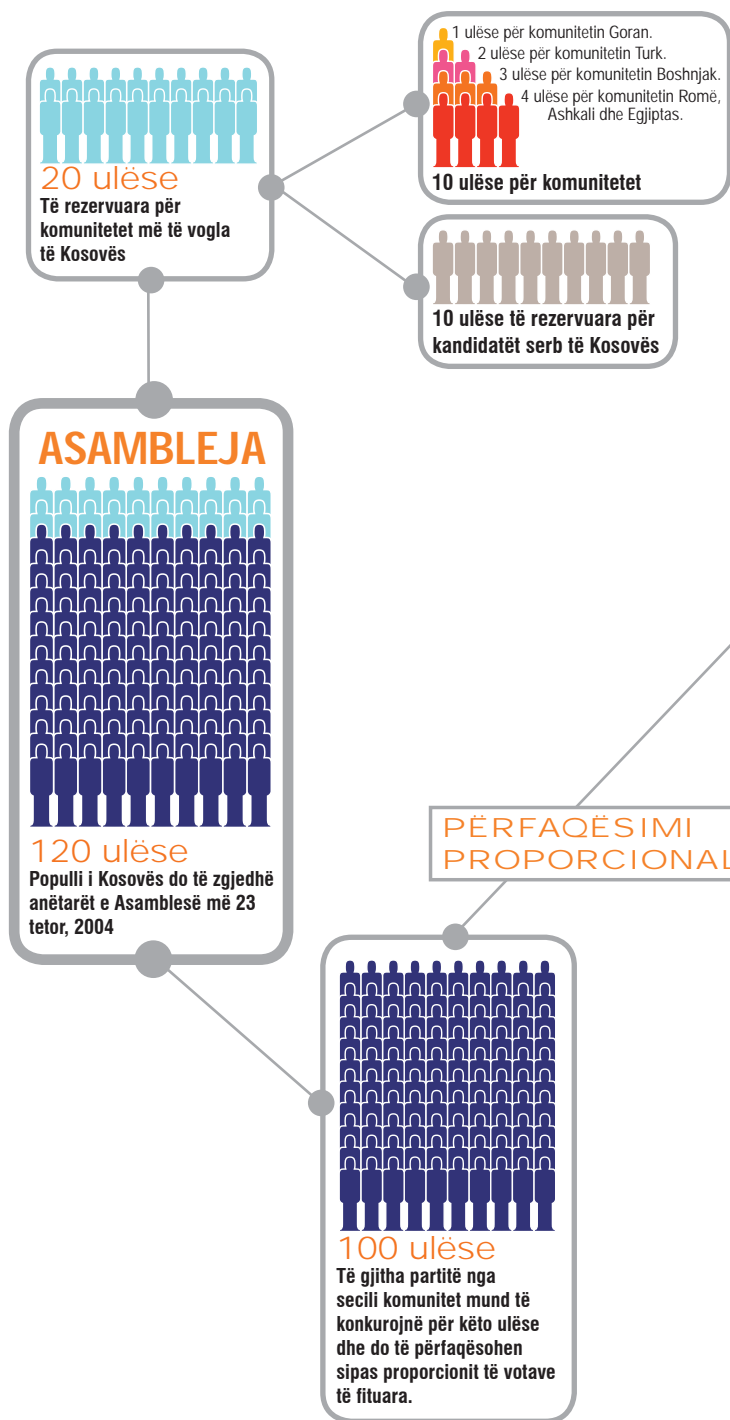 20 ulëse
Të rezervuara për
komunitetet më të vogla
të Kosovës
1 ulëse për komunitetin Goran.
2 ulëse për komunitetin Turk.
3 ulëse për komunitetin Boshnjak.
4 ulëse për komunitetin Romë,
Ashkali dhe Egjiptas.
10 ulëse për komunitetet
10 ulëse të rezervuara për
kandidatët serb të Kosovës
ASAMBLEJA
120 ulëse
Populli i Kosovës do të zgjedhë
anëtarët e Asamblesë më 23
tetor, 2004
PËRFAQËSIMI
PROPORCIONAL
100 ulëse
Të gjitha partitë nga
secili komunitet mund të
konkurojnë për këto ulëse
dhe do të përfaqësohen
sipas proporcionit të votave
të fituara.